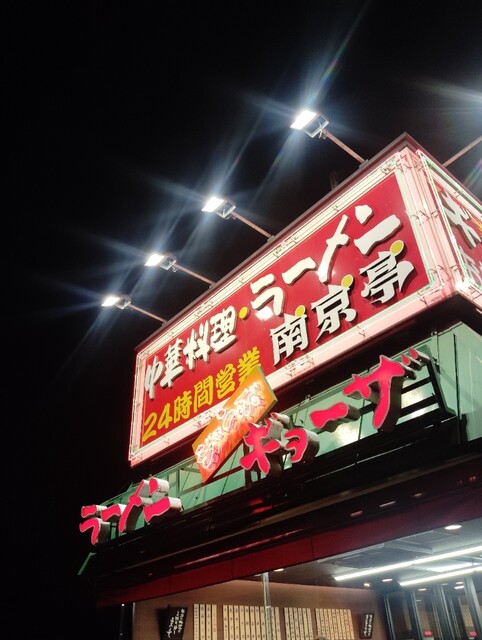 中華料理・ラーメン
24時間営業
南京亭
ラーメン
ギョーザ